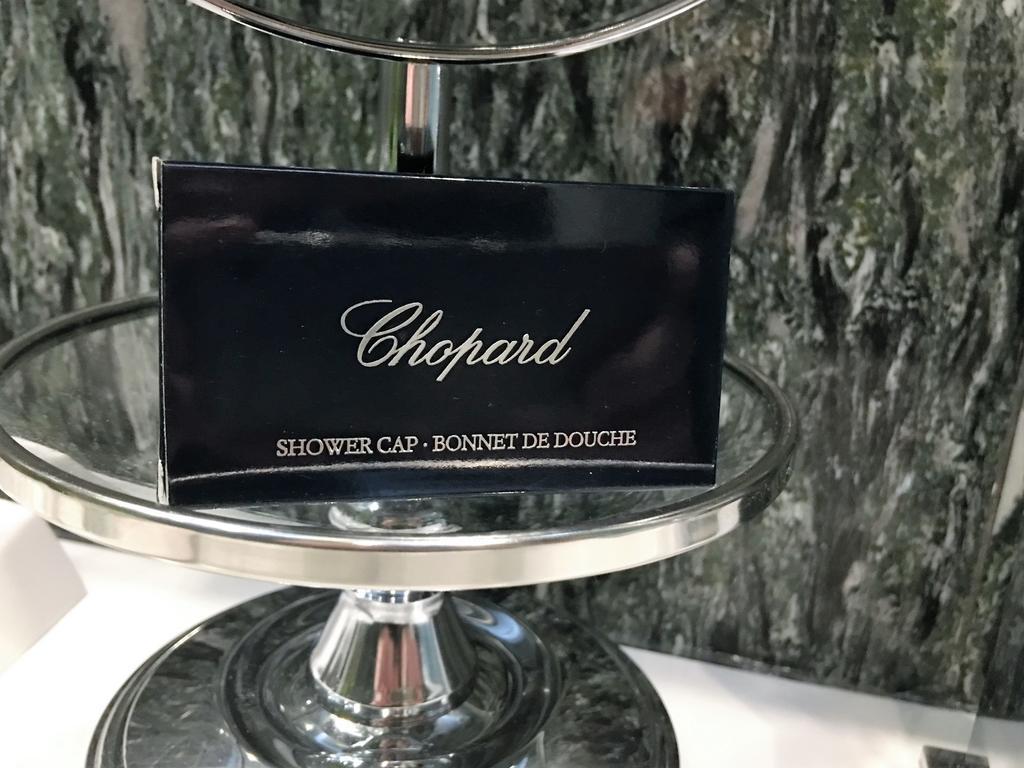 Chopard
SHOWER CAP · BONNET DE DOUCHE